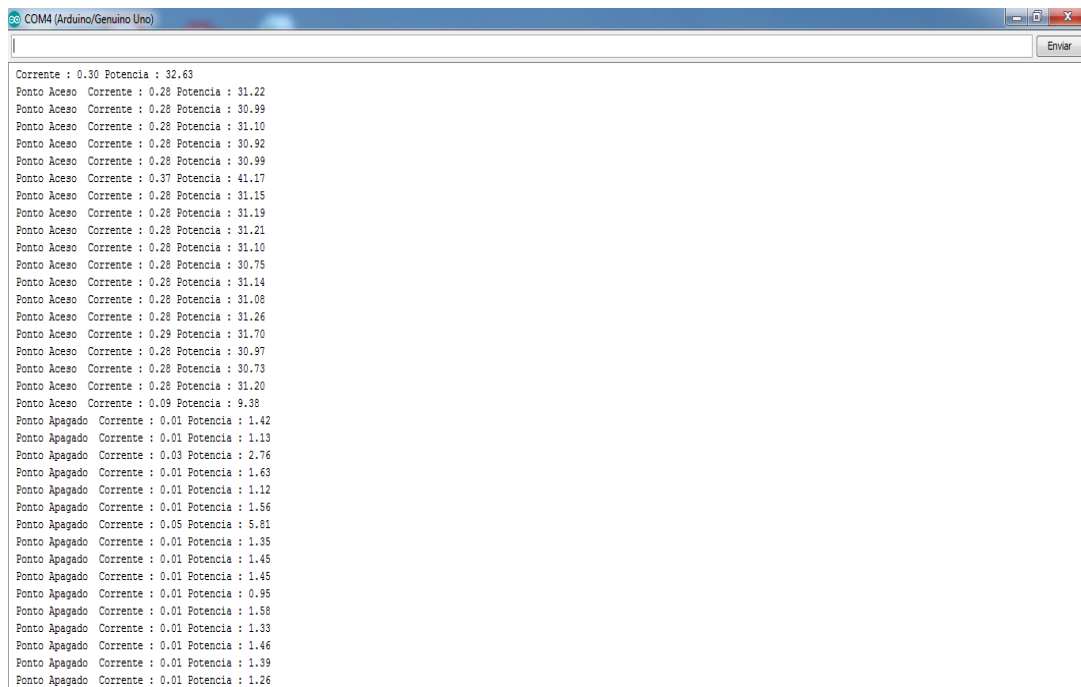 COM4 (Arduino/Genuino Uno)
Enviar
Corrente : 0.30 Potencia : 32.63
Ponto Aceso Corrente : 0.28 Potencia : 31.22
Ponto Aceso Corrente : 0.28 Potencia : 30.99
Ponto Aceso Corrente : 0.28 Potencia : 31.10
Ponto Aceso Corrente : 0.28 Potencia : 30.92
Ponto Aceso Corrente : 0.28 Potencia : 30.99
Ponto Aceso Corrente : 0.37 Potencia : 41.17
Ponto Aceso Corrente : 0.28 Potencia : 31.15
Ponto Aceso Corrente : 0.28 Potencia : 31.19
Ponto Aceso Corrente : 0.28 Potencia : 31.21
Ponto Aceso Corrente : 0.28 Potencia : 31.10
Ponto Aceso Corrente : 0.28 Potencia : 30.75
Ponto Aceso Corrente : 0.28 Potencia : 31.14
Ponto Aceso Corrente : 0.28 Potencia : 31.08
Ponto Aceso Corrente : 0.28 Potencia : 31.26
Ponto Aceso Corrente : 0.29 Potencia : 31.70
Ponto Aceso Corrente : 0.28 Potencia : 30.97
Ponto Aceso Corrente : 0.28 Potencia : 30.73
Ponto Aceso Corrente : 0.28 Potencia : 31.20
Ponto Aceso Corrente : 0.09 Potencia : 9.38
Ponto Apagado Corrente : 0.01 Potencia : 1.42
Ponto Apagado Corrente : 0.01 Potencia : 1.13
Ponto Apagado Corrente : 0.03 Potencia : 2.76
Ponto Apagado Corrente : 0.01 Potencia : 1.63
Ponto Apagado Corrente : 0.01 Potencia : 1.12
Ponto Apagado Corrente : 0.01 Potencia : 1.56
Ponto Apagado Corrente : 0.05 Potencia : 5.81
Ponto Apagado Corrente : 0.01 Potencia : 1.35
Ponto Apagado Corrente : 0.01 Potencia : 1.45
Ponto Apagado Corrente : 0.01 Potencia : 1.45
Ponto Apagado Corrente : 0.01 Potencia : 0.95
Ponto Apagado Corrente : 0.01 Potencia : 1.58
Ponto Apagado Corrente : 0.01 Potencia : 1.33
Ponto Apagado Corrente : 0.01 Potencia : 1.46
Ponto Apagado Corrente : 0.01 Potencia : 1.39
Ponto Apagado Corrente : 0.01 Potencia : 1.26